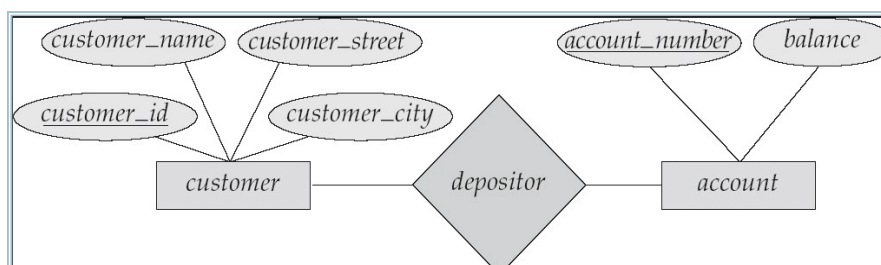 customer_name
customer_street
account_number
balance
customer_id
customer_city
customer
depositor
account